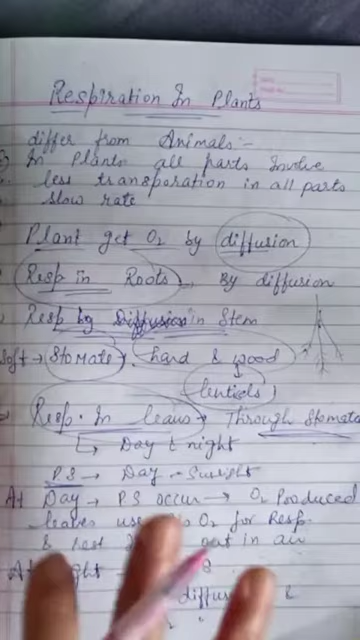 Respiration In Plants
differ from Animals:-
In Plants all parts Involve
less transporation in all parts
slow rate
Plant get O2 by diffusion
Resp in Roots, By diffusion
Resp by Diffusion in Stem
Soft → Stomate, hard & wood
lenticels
Resp. In leaves → Through Stomata
→ Day & night
PS → Day - Sunlight
At Day → PS occur → O2 Produced
leaves use O2 for Resp.
& rest out in air
At
diffus &